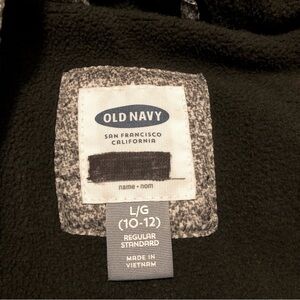 OLD NAVY
SAN FRANCISCO
CALIFORNIA
name • nom
L/G
(10-12)
REGULAR
STANDARD
MADE IN
VIETNAM